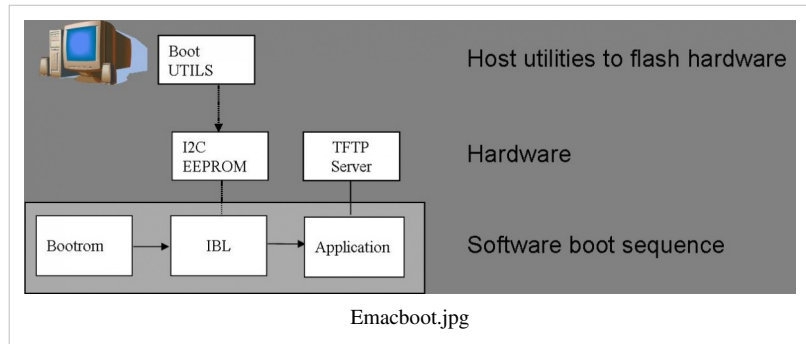 Boot
UTILS
Host utilities to flash hardware
I2C
EEPROM
TFTP
Server
Hardware
Bootrom
IBL
Application
Software boot sequence
Emacboot.jpg